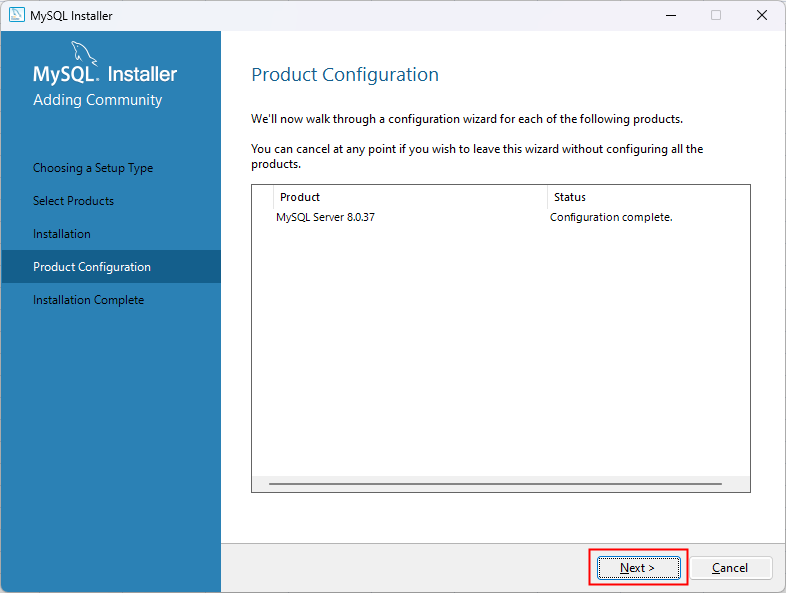 MySQL Installer
MySQL. Installer
Adding Community
Choosing a Setup Type
Select Products
Installation
Product Configuration
Installation Complete
Product Configuration
We'll now walk through a configuration wizard for each of the following products.
You can cancel at any point if you wish to leave this wizard without configuring all the
products.
Product Status
MySQL Server 8.0.37 Configuration complete.
Next > Cancel